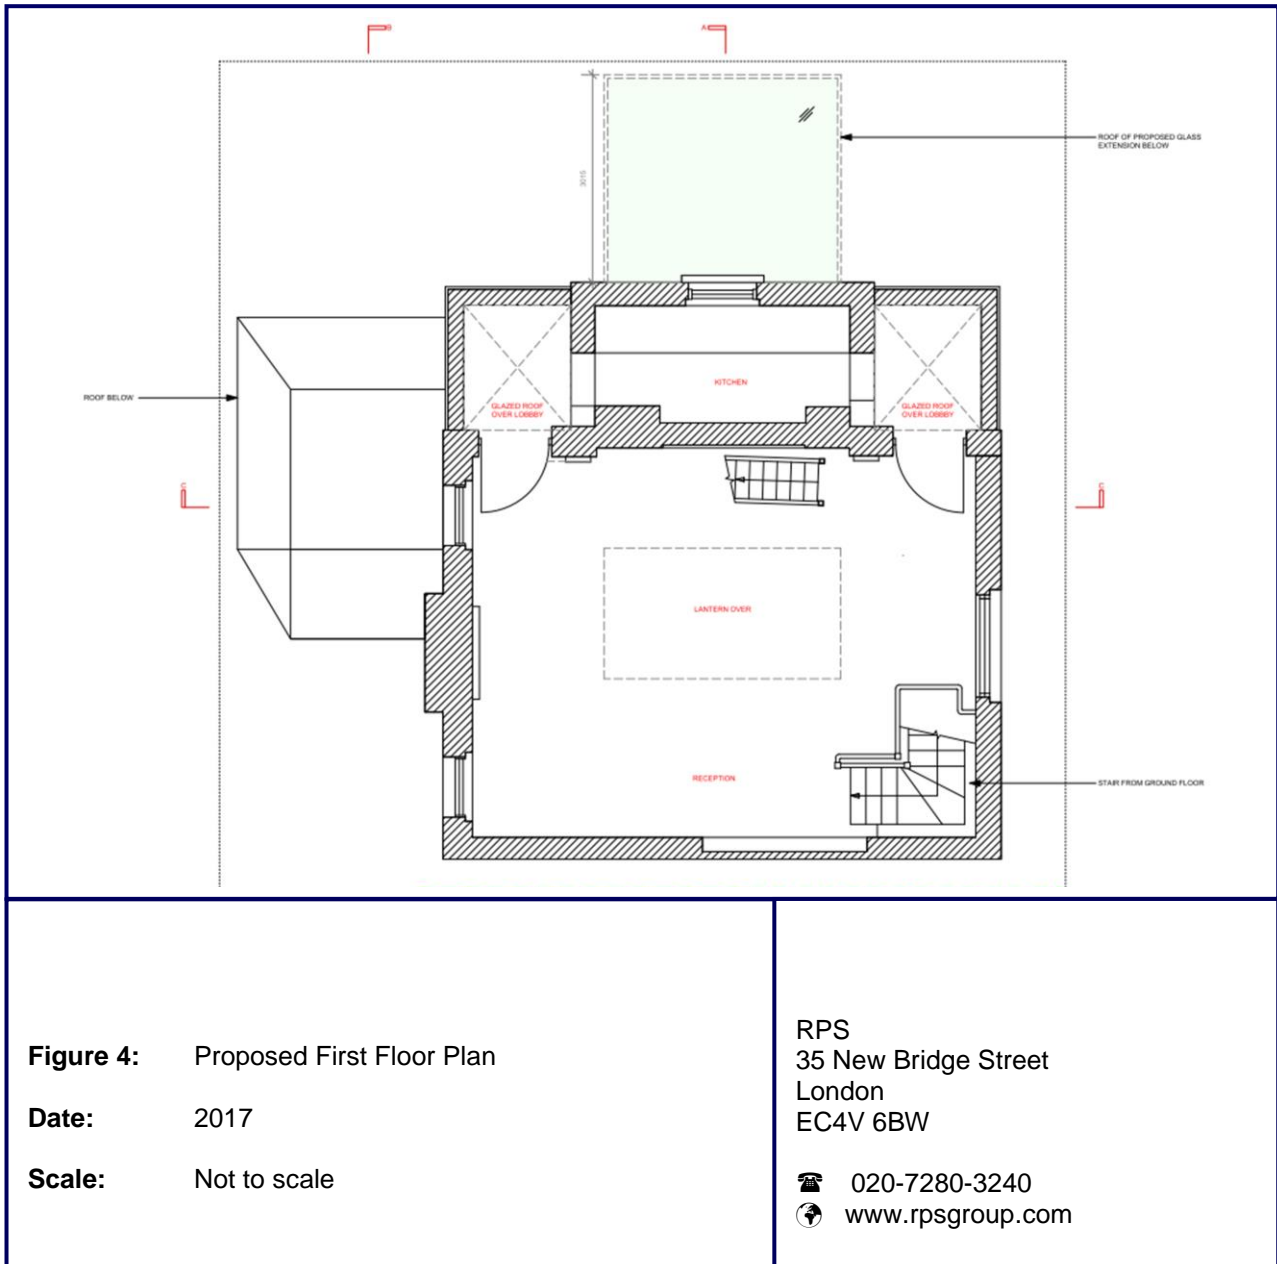 B
A
3015
ROOF OF PROPOSED GLASS
EXTENSION BELOW
ROOF BELOW
KITCHEN
GLAZED ROOF
OVER LOBBBY
GLAZED ROOF
OVER LOBBBY
C
C
LANTERN OVER
RECEPTION
STAIR FROM GROUND FLOOR
Figure 4: Proposed First Floor Plan
Date: 2017
Scale: Not to scale
RPS
35 New Bridge Street
London
EC4V 6BW
020-7280-3240
www.rpsgroup.com